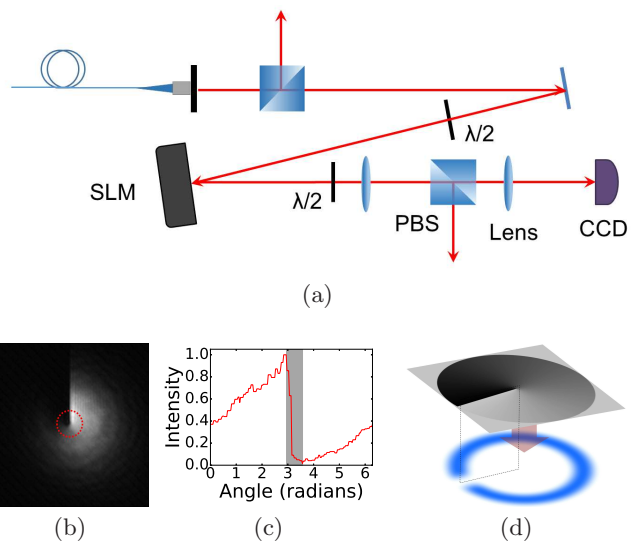 λ/2
SLM
λ/2
PBS
Lens
CCD
(a)
Intensity
1.0
0.8
0.6
0.4
0.2
0.0
0 1 2 3 4 5 6
Angle (radians)
(b)
(c)
(d)